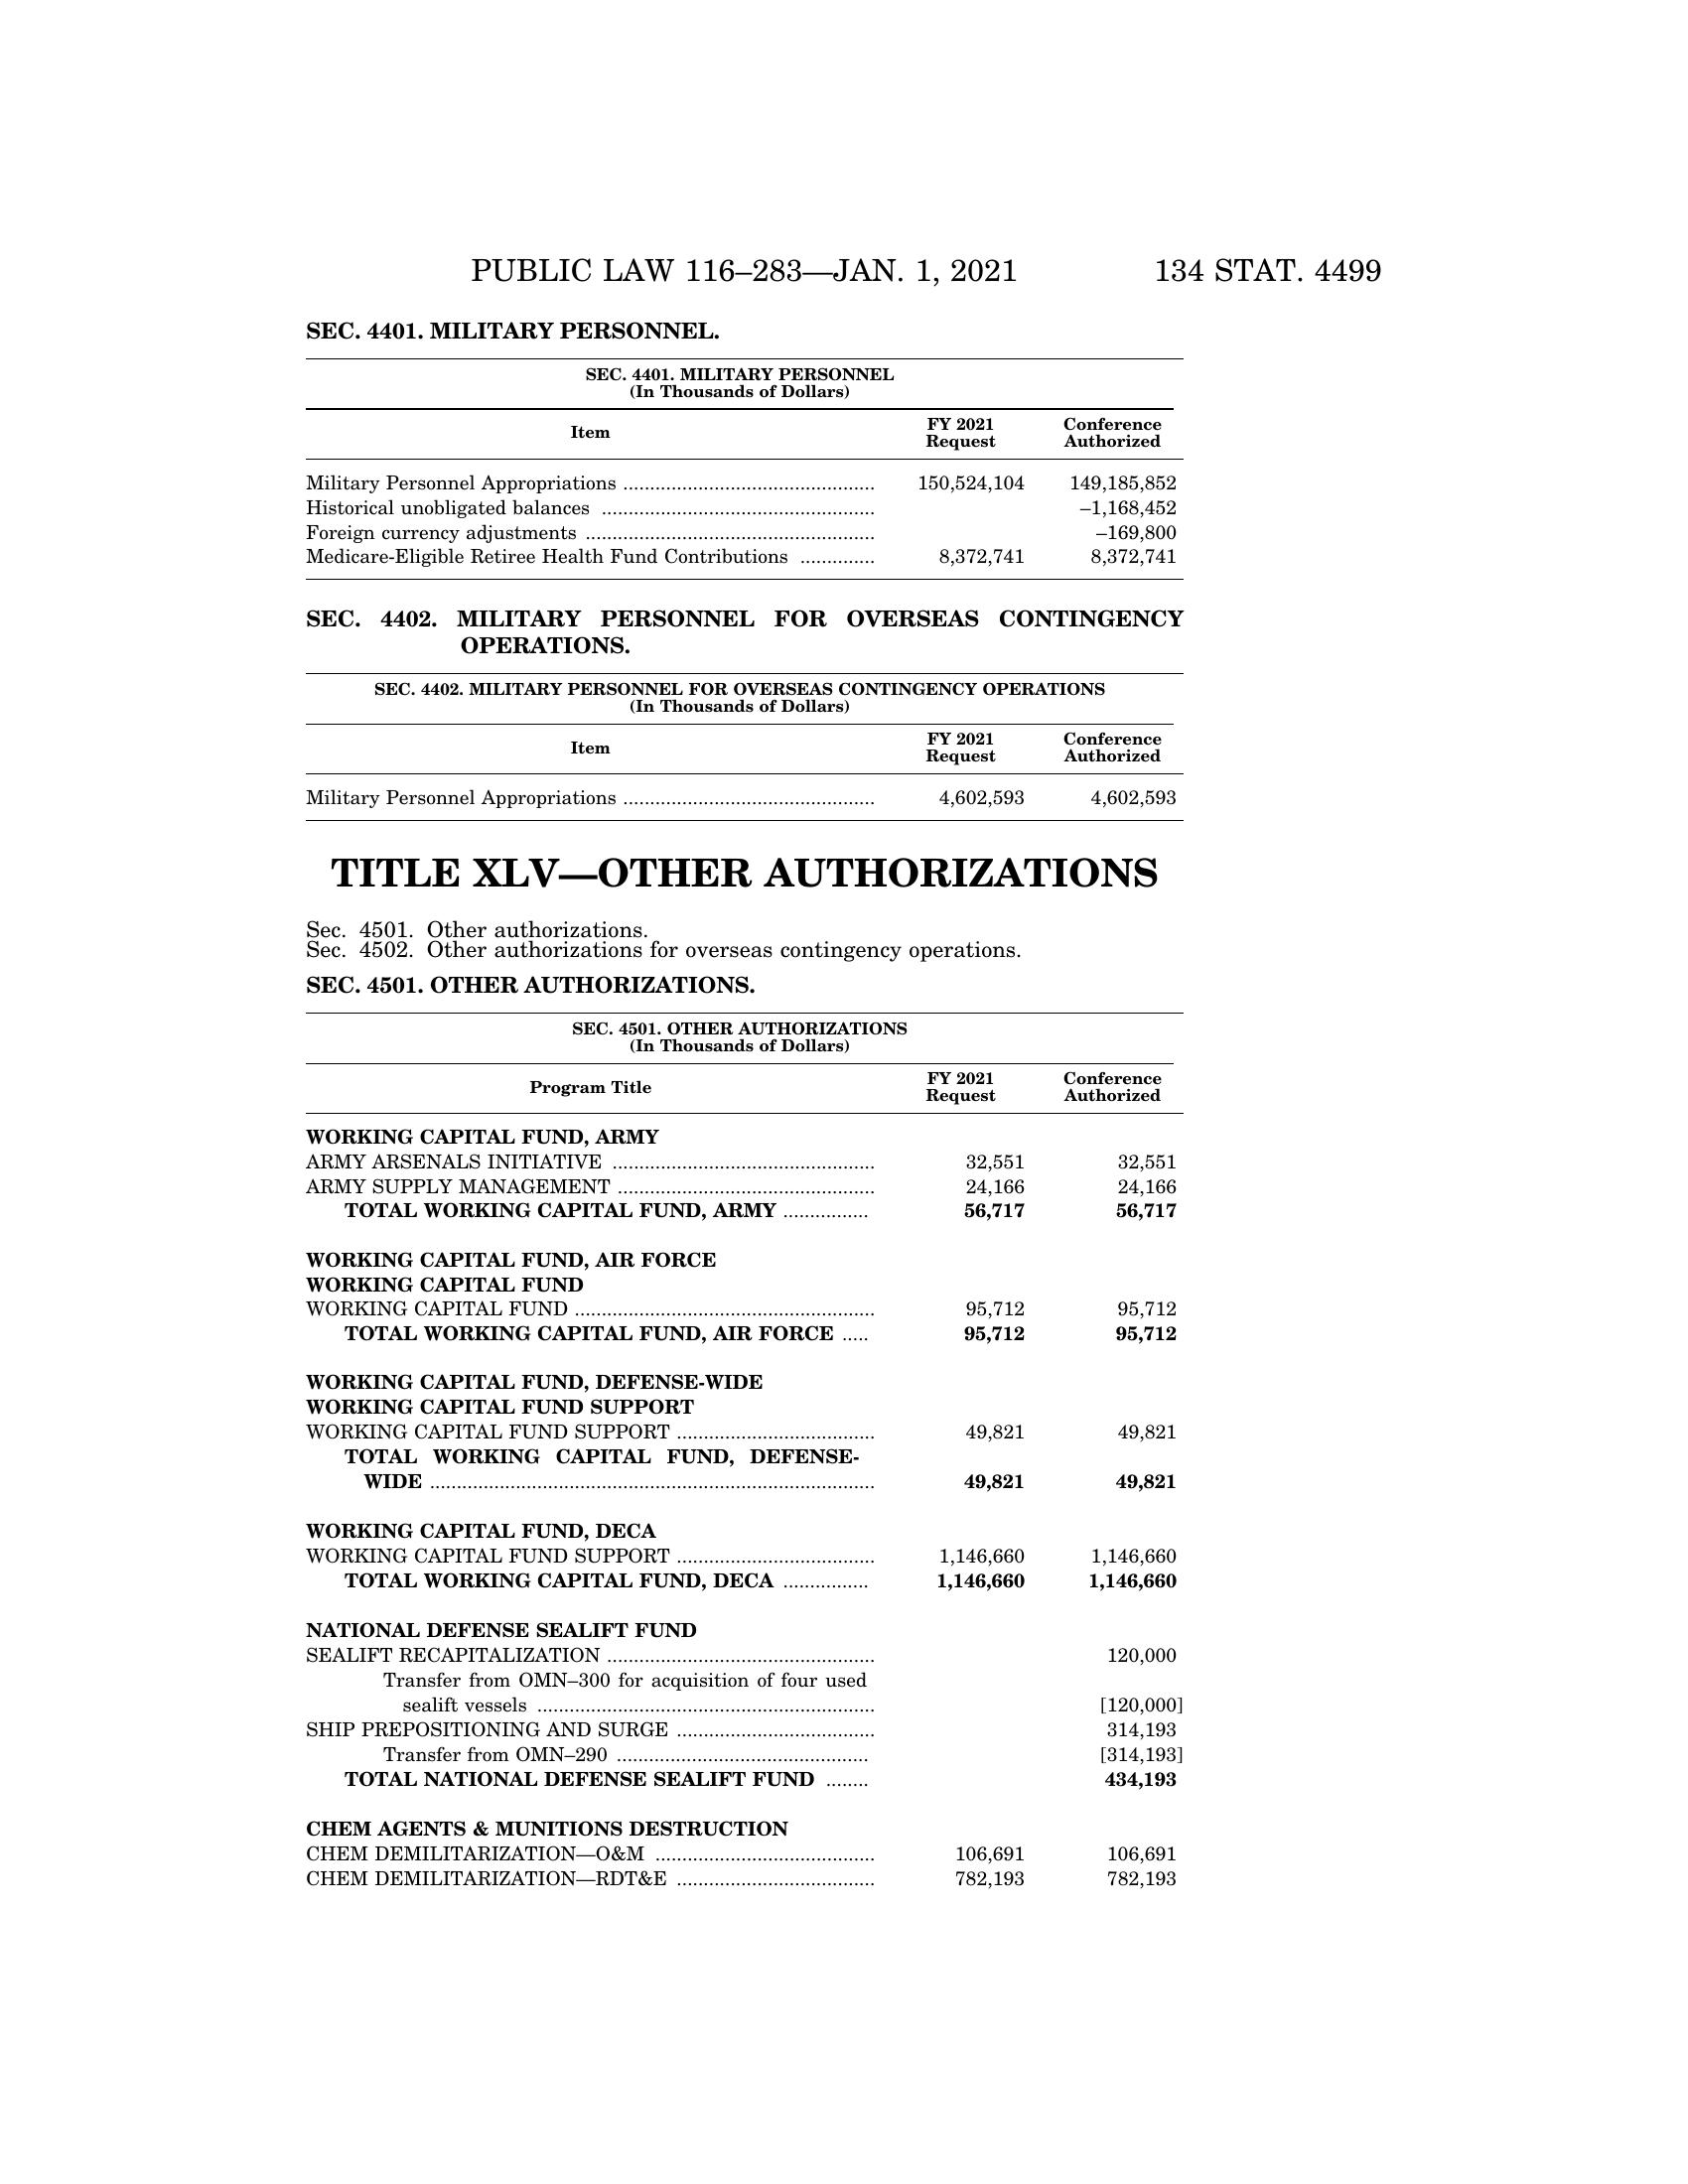 PUBLIC LAW 116–283—JAN. 1, 2021 134 STAT. 4499
SEC. 4401. MILITARY PERSONNEL.
SEC. 4401. MILITARY PERSONNEL
(In Thousands of Dollars)
Item FY 2021 Request Conference Authorized
Military Personnel Appropriations ............................................... 150,524,104 149,185,852
Historical unobligated balances ................................................... –1,168,452
Foreign currency adjustments ...................................................... –169,800
Medicare-Eligible Retiree Health Fund Contributions .............. 8,372,741 8,372,741
SEC. 4402. MILITARY PERSONNEL FOR OVERSEAS CONTINGENCY
OPERATIONS.
SEC. 4402. MILITARY PERSONNEL FOR OVERSEAS CONTINGENCY OPERATIONS
(In Thousands of Dollars)
Item FY 2021 Request Conference Authorized
Military Personnel Appropriations ............................................... 4,602,593 4,602,593
TITLE XLV—OTHER AUTHORIZATIONS
Sec. 4501. Other authorizations.
Sec. 4502. Other authorizations for overseas contingency operations.
SEC. 4501. OTHER AUTHORIZATIONS.
SEC. 4501. OTHER AUTHORIZATIONS
(In Thousands of Dollars)
Program Title FY 2021 Request Conference Authorized
WORKING CAPITAL FUND, ARMY
ARMY ARSENALS INITIATIVE ................................................. 32,551 32,551
ARMY SUPPLY MANAGEMENT ................................................ 24,166 24,166
TOTAL WORKING CAPITAL FUND, ARMY ................ 56,717 56,717
WORKING CAPITAL FUND, AIR FORCE
WORKING CAPITAL FUND
WORKING CAPITAL FUND ........................................................ 95,712 95,712
TOTAL WORKING CAPITAL FUND, AIR FORCE ..... 95,712 95,712
WORKING CAPITAL FUND, DEFENSE-WIDE
WORKING CAPITAL FUND SUPPORT
WORKING CAPITAL FUND SUPPORT ..................................... 49,821 49,821
TOTAL WORKING CAPITAL FUND, DEFENSE-
WIDE ................................................................................... 49,821 49,821
WORKING CAPITAL FUND, DECA
WORKING CAPITAL FUND SUPPORT ..................................... 1,146,660 1,146,660
TOTAL WORKING CAPITAL FUND, DECA ................ 1,146,660 1,146,660
NATIONAL DEFENSE SEALIFT FUND
SEALIFT RECAPITALIZATION .................................................. 120,000
Transfer from OMN–300 for acquisition of four used
sealift vessels ............................................................... [120,000]
SHIP PREPOSITIONING AND SURGE ..................................... 314,193
Transfer from OMN–290 ............................................... [314,193]
TOTAL NATIONAL DEFENSE SEALIFT FUND ........ 434,193
CHEM AGENTS & MUNITIONS DESTRUCTION
CHEM DEMILITARIZATION—O&M ......................................... 106,691 106,691
CHEM DEMILITARIZATION—RDT&E ..................................... 782,193 782,193